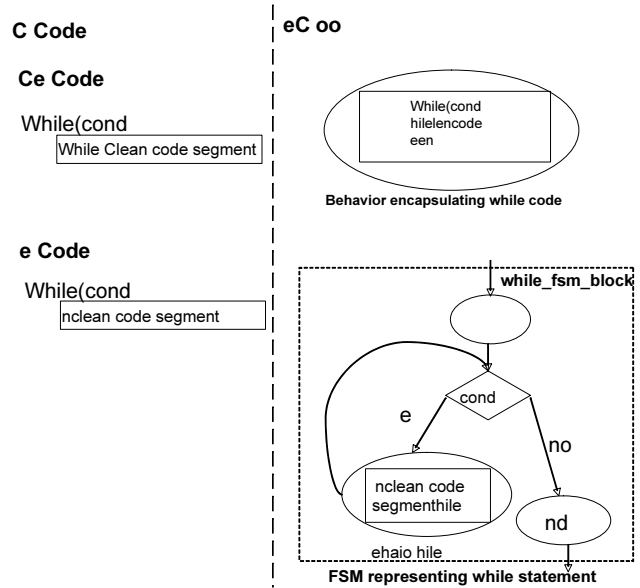 C Code
eC oo
Ce Code
While(cond
While Clean code segment
While(cond
hilelencode
een
Behavior encapsulating while code
e Code
While(cond
nclean code segment
while_fsm_block
cond
e
no
nclean code
segmenthile
nd
ehaio hile
FSM representing while statement